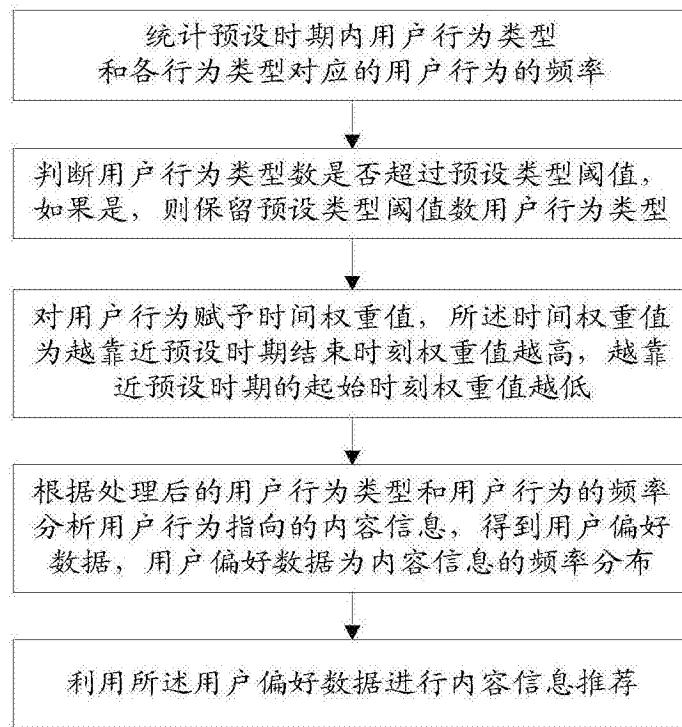 统计预设时期内用户行为类型
和各行为类型对应的用户行为的频率
判断用户行为类型数是否超过预设类型阈值，
如果是，则保留预设类型阈值数用户行为类型
对用户行为赋予时间权重值，所述时间权重值
为越靠近预设时期结束时刻权重值越高，越靠
近预设时期的起始时刻权重值越低
根据处理后的用户行为类型和用户行为的频率
分析用户行为指向的内容信息，得到用户偏好
数据，用户偏好数据为内容信息的频率分布
利用所述用户偏好数据进行内容信息推荐